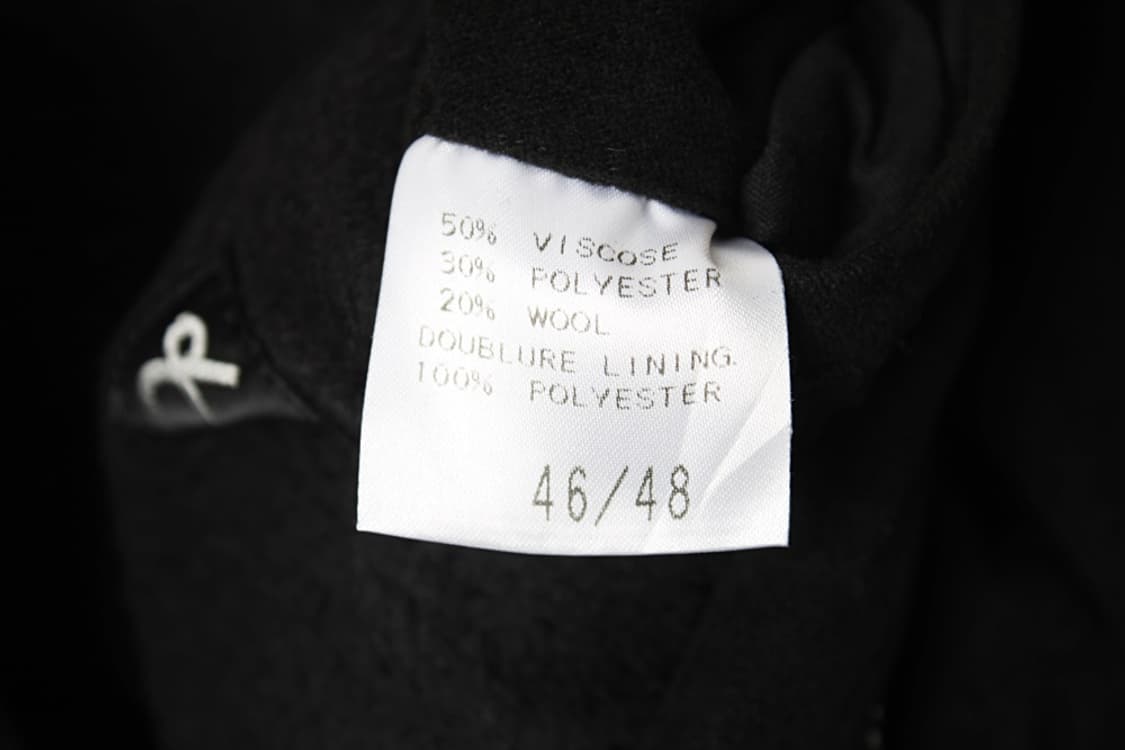 50% VISCOSE
30% POLYESTER
20% WOOL
DOUBLURE LINING.
100% POLYESTER
46/48